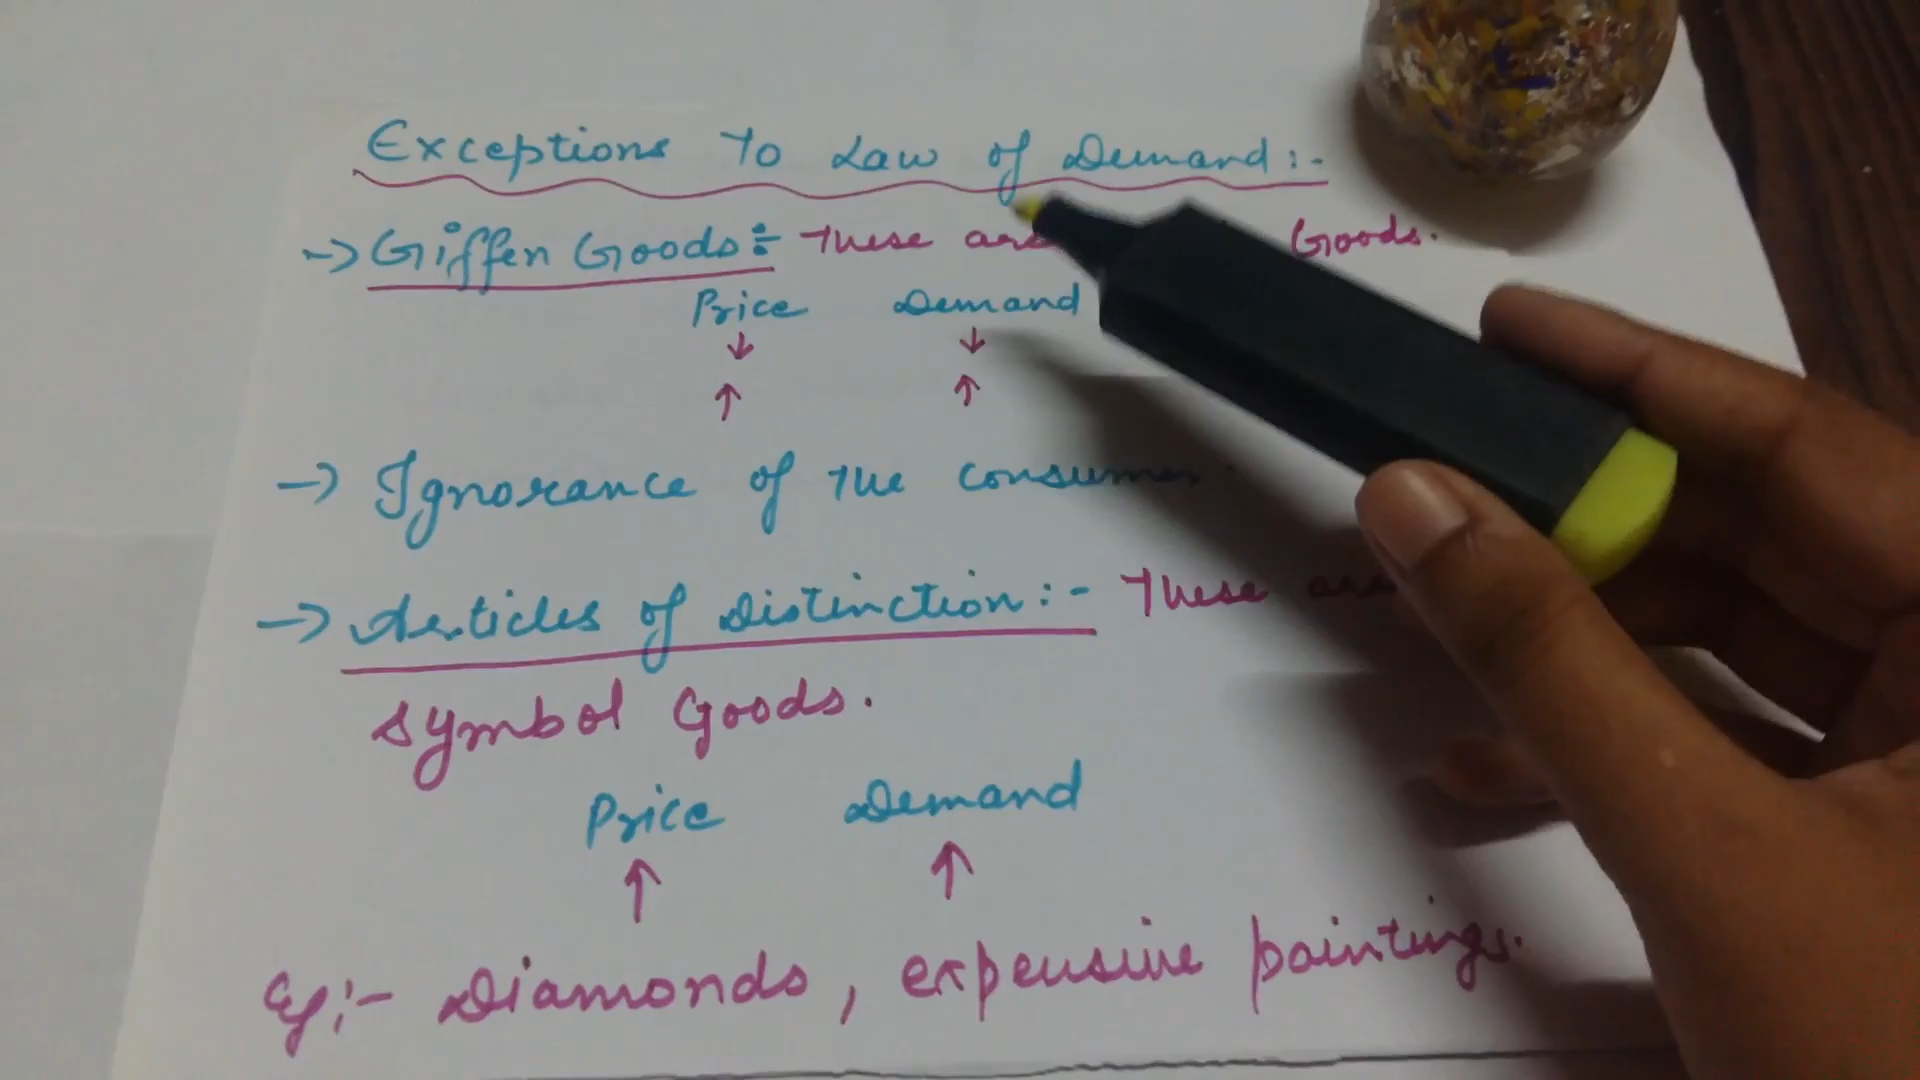 Exceptions To Law of Demand:-
-> Giffen Goods:- These are Goods.
Price Demand
↓ ↓
↑ ↑
-> Ignorance of the consumer.
-> Articles of Distinction:- These are
Symbol Goods.
Price Demand
↑ ↑
Eg:- Diamonds, expensive paintings.